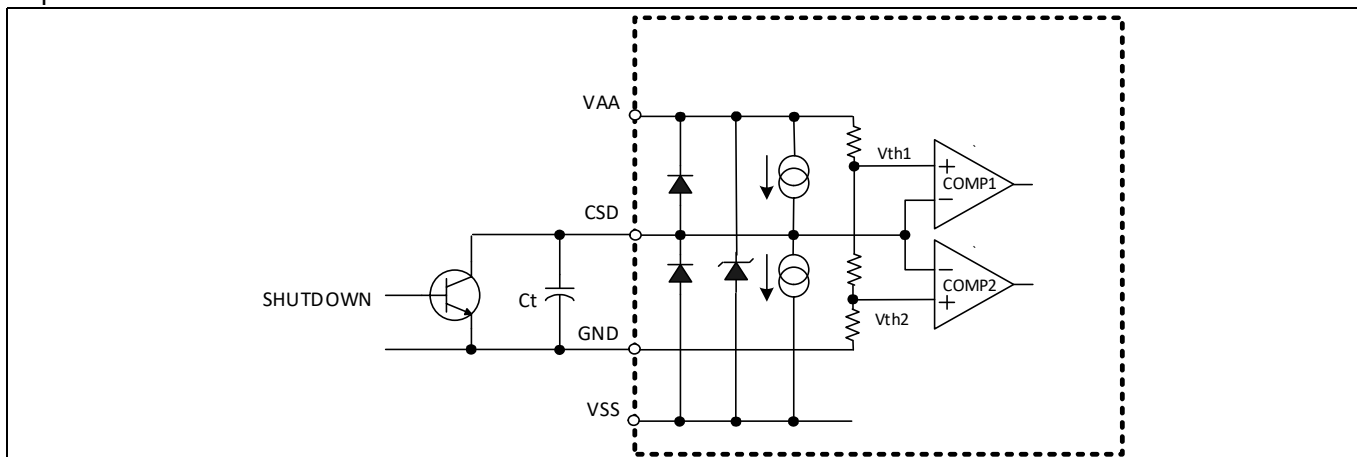 VAA
Vth1
+
COMP1
−
CSD
−
COMP2
+
SHUTDOWN
Ct
GND
Vth2
VSS